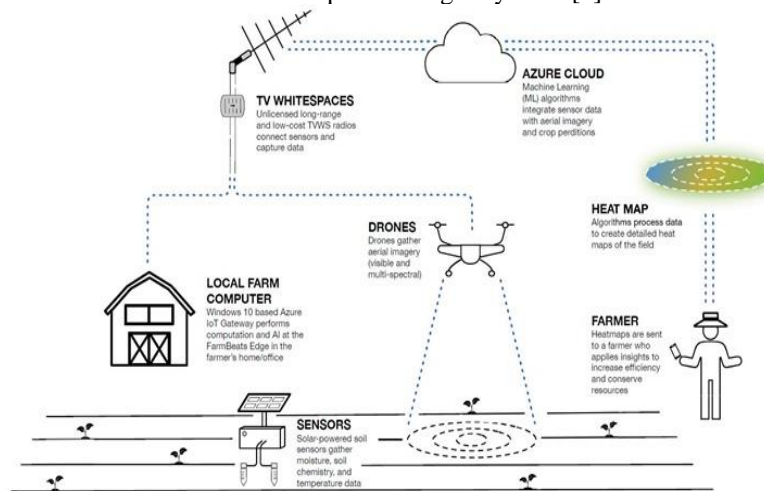 TV WHITESPACES
Unlicensed long-range
and low-cost TVWS radios
connect sensors and
capture data
AZURE CLOUD
Machine Learning
(ML) algorithms
integrate sensor data
with aerial imagery
and crop perditions
HEAT MAP
Algorithms process data
to create detailed heat
maps of the field
DRONES
Drones gather
aerial imagery
(visible and
multi-spectral)
LOCAL FARM
COMPUTER
Windows 10 based Azure
IoT Gateway performs
computation and AI at the
FarmBeats Edge in the
farmer's home/office
FARMER
Heatmaps are sent
to a farmer who
applies insights to
increase efficiency
and conserve
resources
SENSORS
Solar-powered soil
sensors gather
moisture, soil
chemistry, and
temperature data